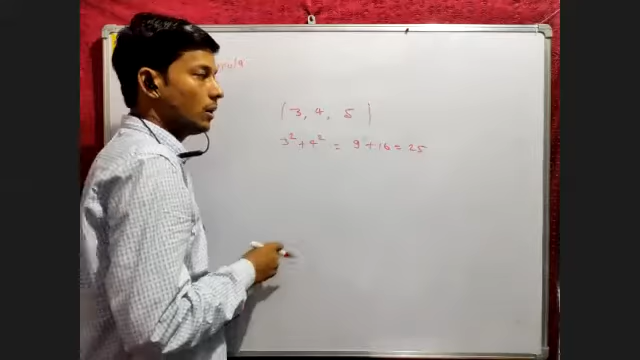 (3, 4, 5)
3² + 4² = 9 + 16 = 25